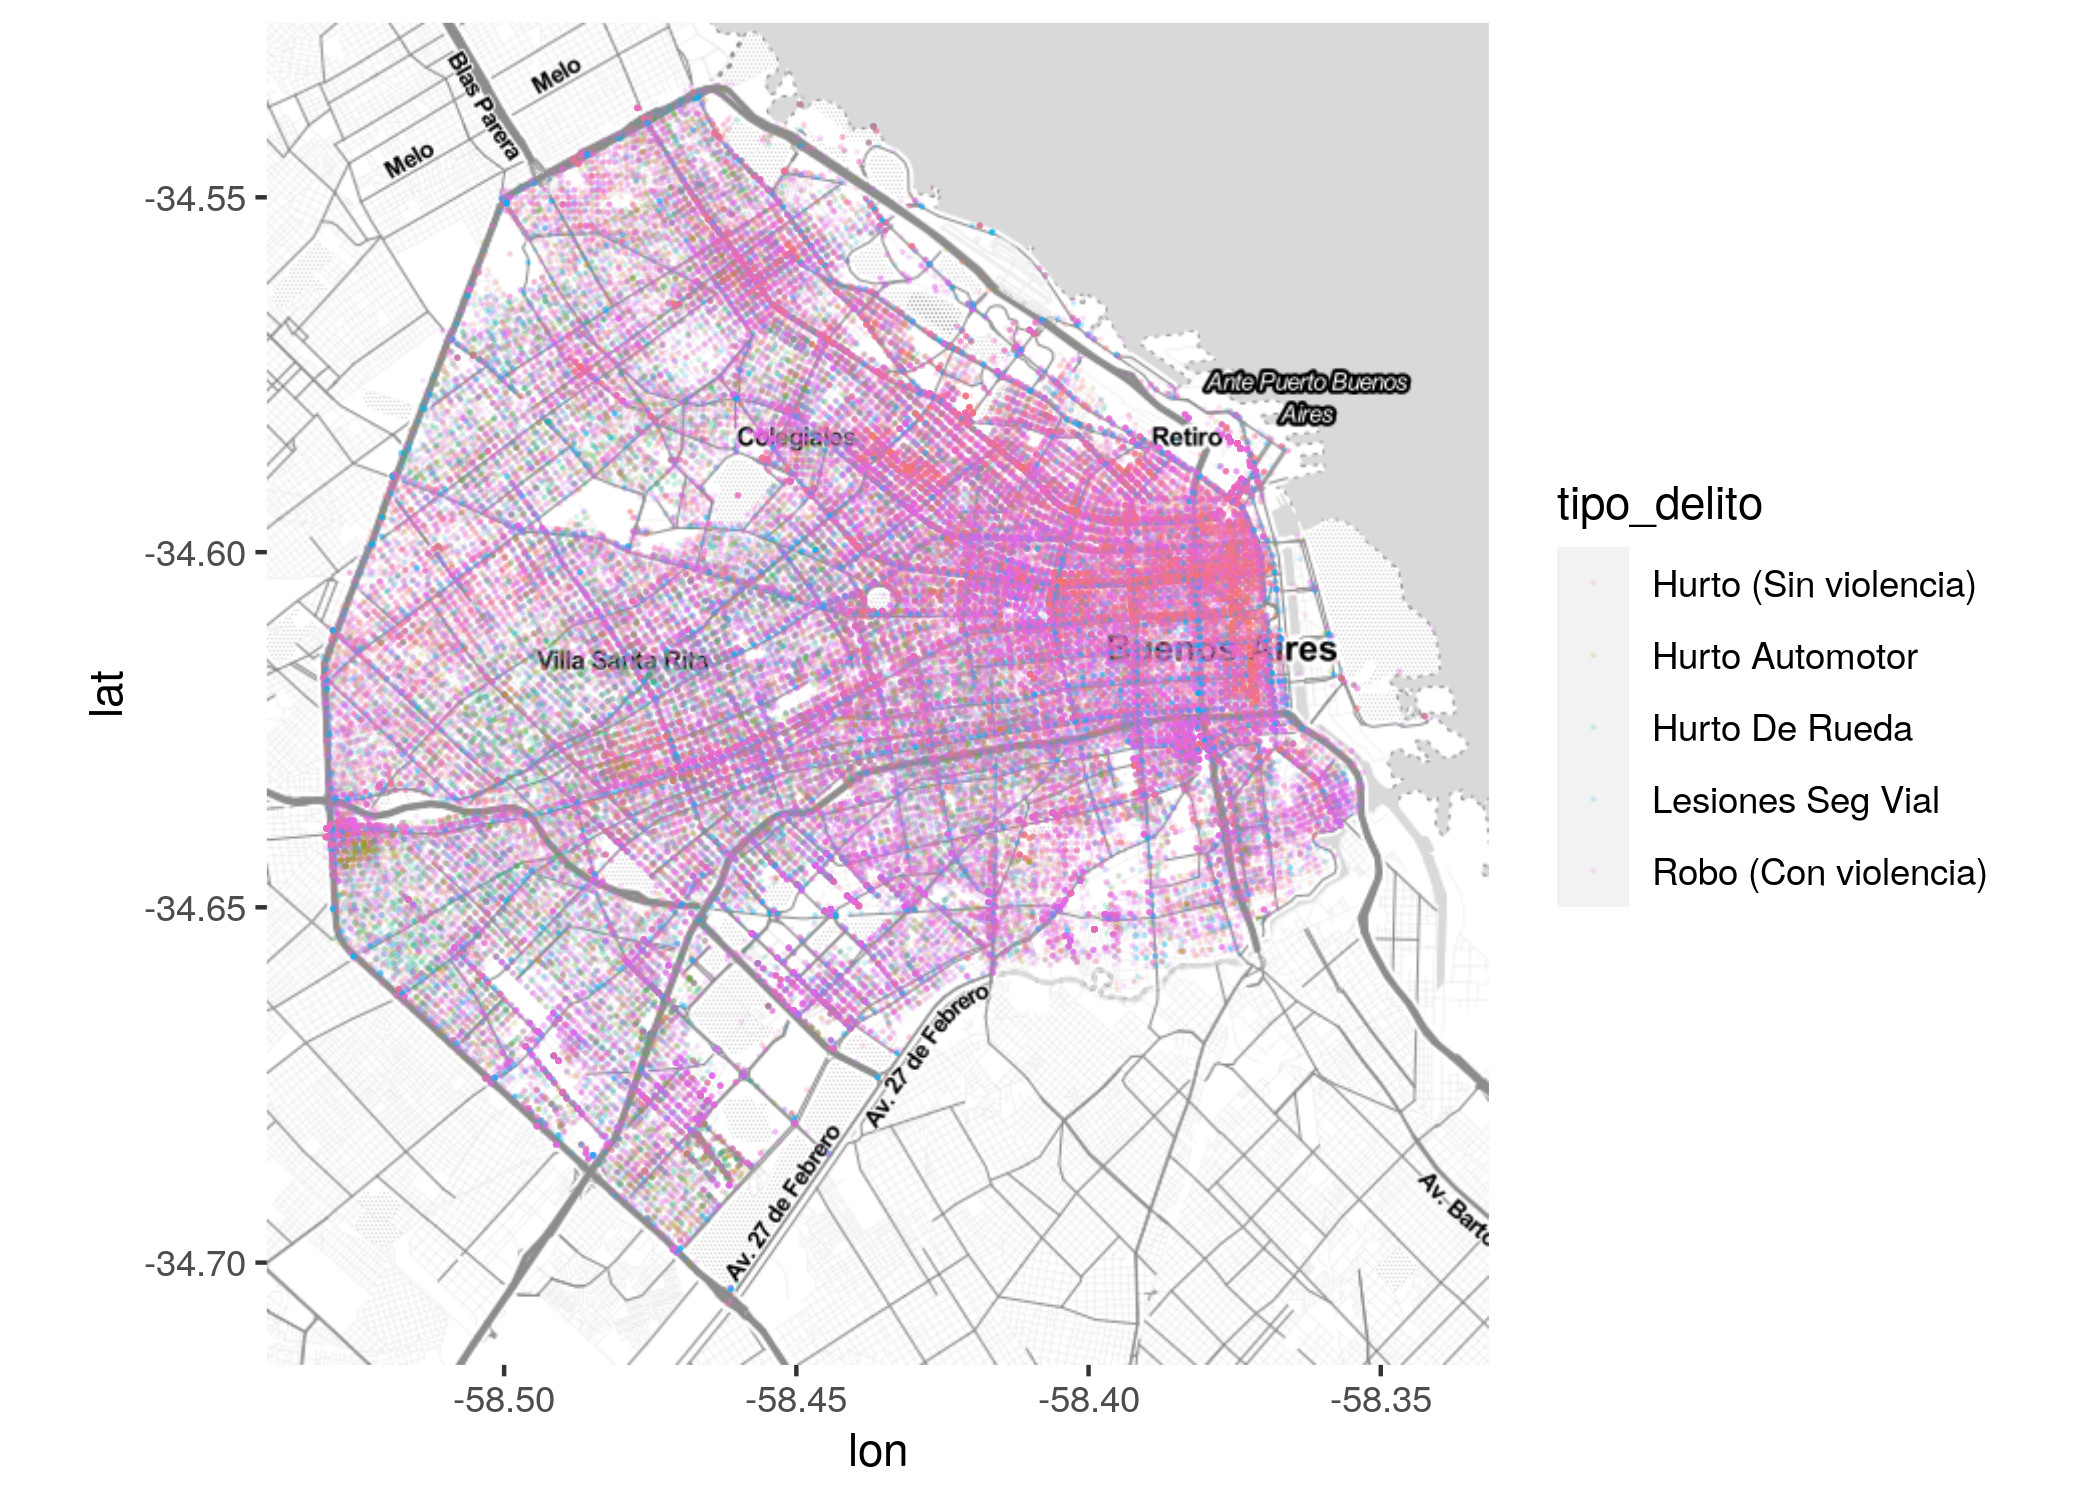 Blas Parera
Melo
Melo
Ante Puerto Buenos
Aires
Colegiales
Retiro
Villa Santa Rita
Buenos Aires
Av. 27 de Febrero
Av. 27 de Febrero
Av. Barto
-34.55
-34.60
-34.65
-34.70
lat
-58.50
-58.45
-58.40
-58.35
lon
tipo_delito
Hurto (Sin violencia)
Hurto Automotor
Hurto De Rueda
Lesiones Seg Vial
Robo (Con violencia)